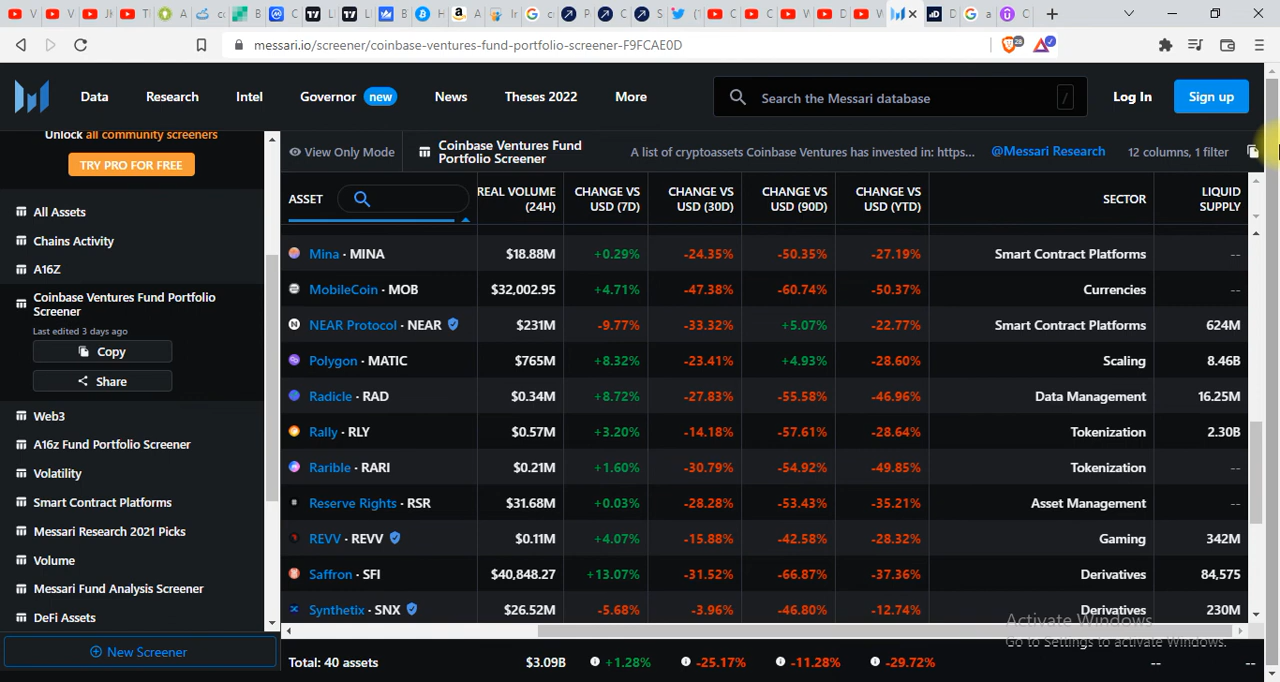 V
V
J
T
A
co
B
C
L
L
W
B
H
A
In
c
P
C
S
(
C
C
W
D
W
D
a
C
messari.io/screener/coinbase-ventures-fund-portfolio-screener-F9FCAE0D
28
Data
Research
Intel
Governor
new
News
Theses 2022
More
Search the Messari database
/
Log In
Sign up
Unlock all community screeners
TRY PRO FOR FREE
All Assets
Chains Activity
A16Z
Coinbase Ventures Fund Portfolio
Screener
Last edited 3 days ago
Copy
Share
Web3
A16z Fund Portfolio Screener
Volatility
Smart Contract Platforms
Messari Research 2021 Picks
Volume
Messari Fund Analysis Screener
DeFi Assets
New Screener
View Only Mode
Coinbase Ventures Fund
Portfolio Screener
A list of cryptoassets Coinbase Ventures has invested in: https...
@Messari Research
12 columns, 1 filter
ASSET
REAL VOLUME
(24H)
CHANGE VS
USD (7D)
CHANGE VS
USD (30D)
CHANGE VS
USD (90D)
CHANGE VS
USD (YTD)
SECTOR
LIQUID
SUPPLY
Mina · MINA $18.88M +0.29% -24.35% -50.35% -27.19% Smart Contract Platforms --
MobileCoin · MOB $32,002.95 +4.71% -47.38% -60.74% -50.37% Currencies --
NEAR Protocol · NEAR $231M -9.77% -33.32% +5.07% -22.77% Smart Contract Platforms 624M
Polygon · MATIC $765M +8.32% -23.41% +4.93% -28.60% Scaling 8.46B
Radicle · RAD $0.34M +8.72% -27.83% -55.58% -46.96% Data Management 16.25M
Rally · RLY $0.57M +3.20% -14.18% -57.61% -28.64% Tokenization 2.30B
Rarible · RARI $0.21M +1.60% -30.79% -54.92% -49.85% Tokenization --
Reserve Rights · RSR $31.68M +0.03% -28.28% -53.43% -35.21% Asset Management --
REVV · REVV $0.11M +4.07% -15.88% -42.58% -28.32% Gaming 342M
Saffron · SFI $40,848.27 +13.07% -31.52% -66.87% -37.36% Derivatives 84,575
Synthetix · SNX $26.52M -5.68% -3.96% -46.80% -12.74% Derivatives 230M
Activate Windows
Go to Settings to activate Windows.
Total: 40 assets $3.09B +1.28% -25.17% -11.28% -29.72% -- --